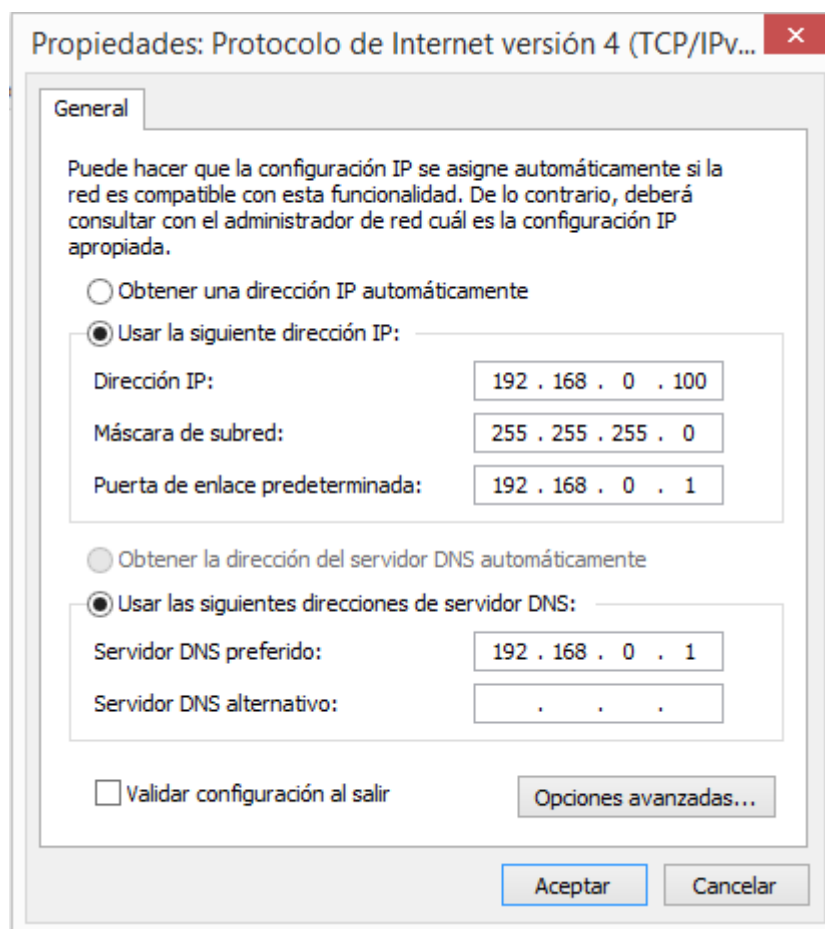 Propiedades: Protocolo de Internet versión 4 (TCP/IPv...
General
Puede hacer que la configuración IP se asigne automáticamente si la
red es compatible con esta funcionalidad. De lo contrario, deberá
consultar con el administrador de red cuál es la configuración IP
apropiada.
Obtener una dirección IP automáticamente
Usar la siguiente dirección IP:
Dirección IP: 192 . 168 . 0 . 100
Máscara de subred: 255 . 255 . 255 . 0
Puerta de enlace predeterminada: 192 . 168 . 0 . 1
Obtener la dirección del servidor DNS automáticamente
Usar las siguientes direcciones de servidor DNS:
Servidor DNS preferido: 192 . 168 . 0 . 1
Servidor DNS alternativo: . . .
Validar configuración al salir Opciones avanzadas...
Aceptar Cancelar